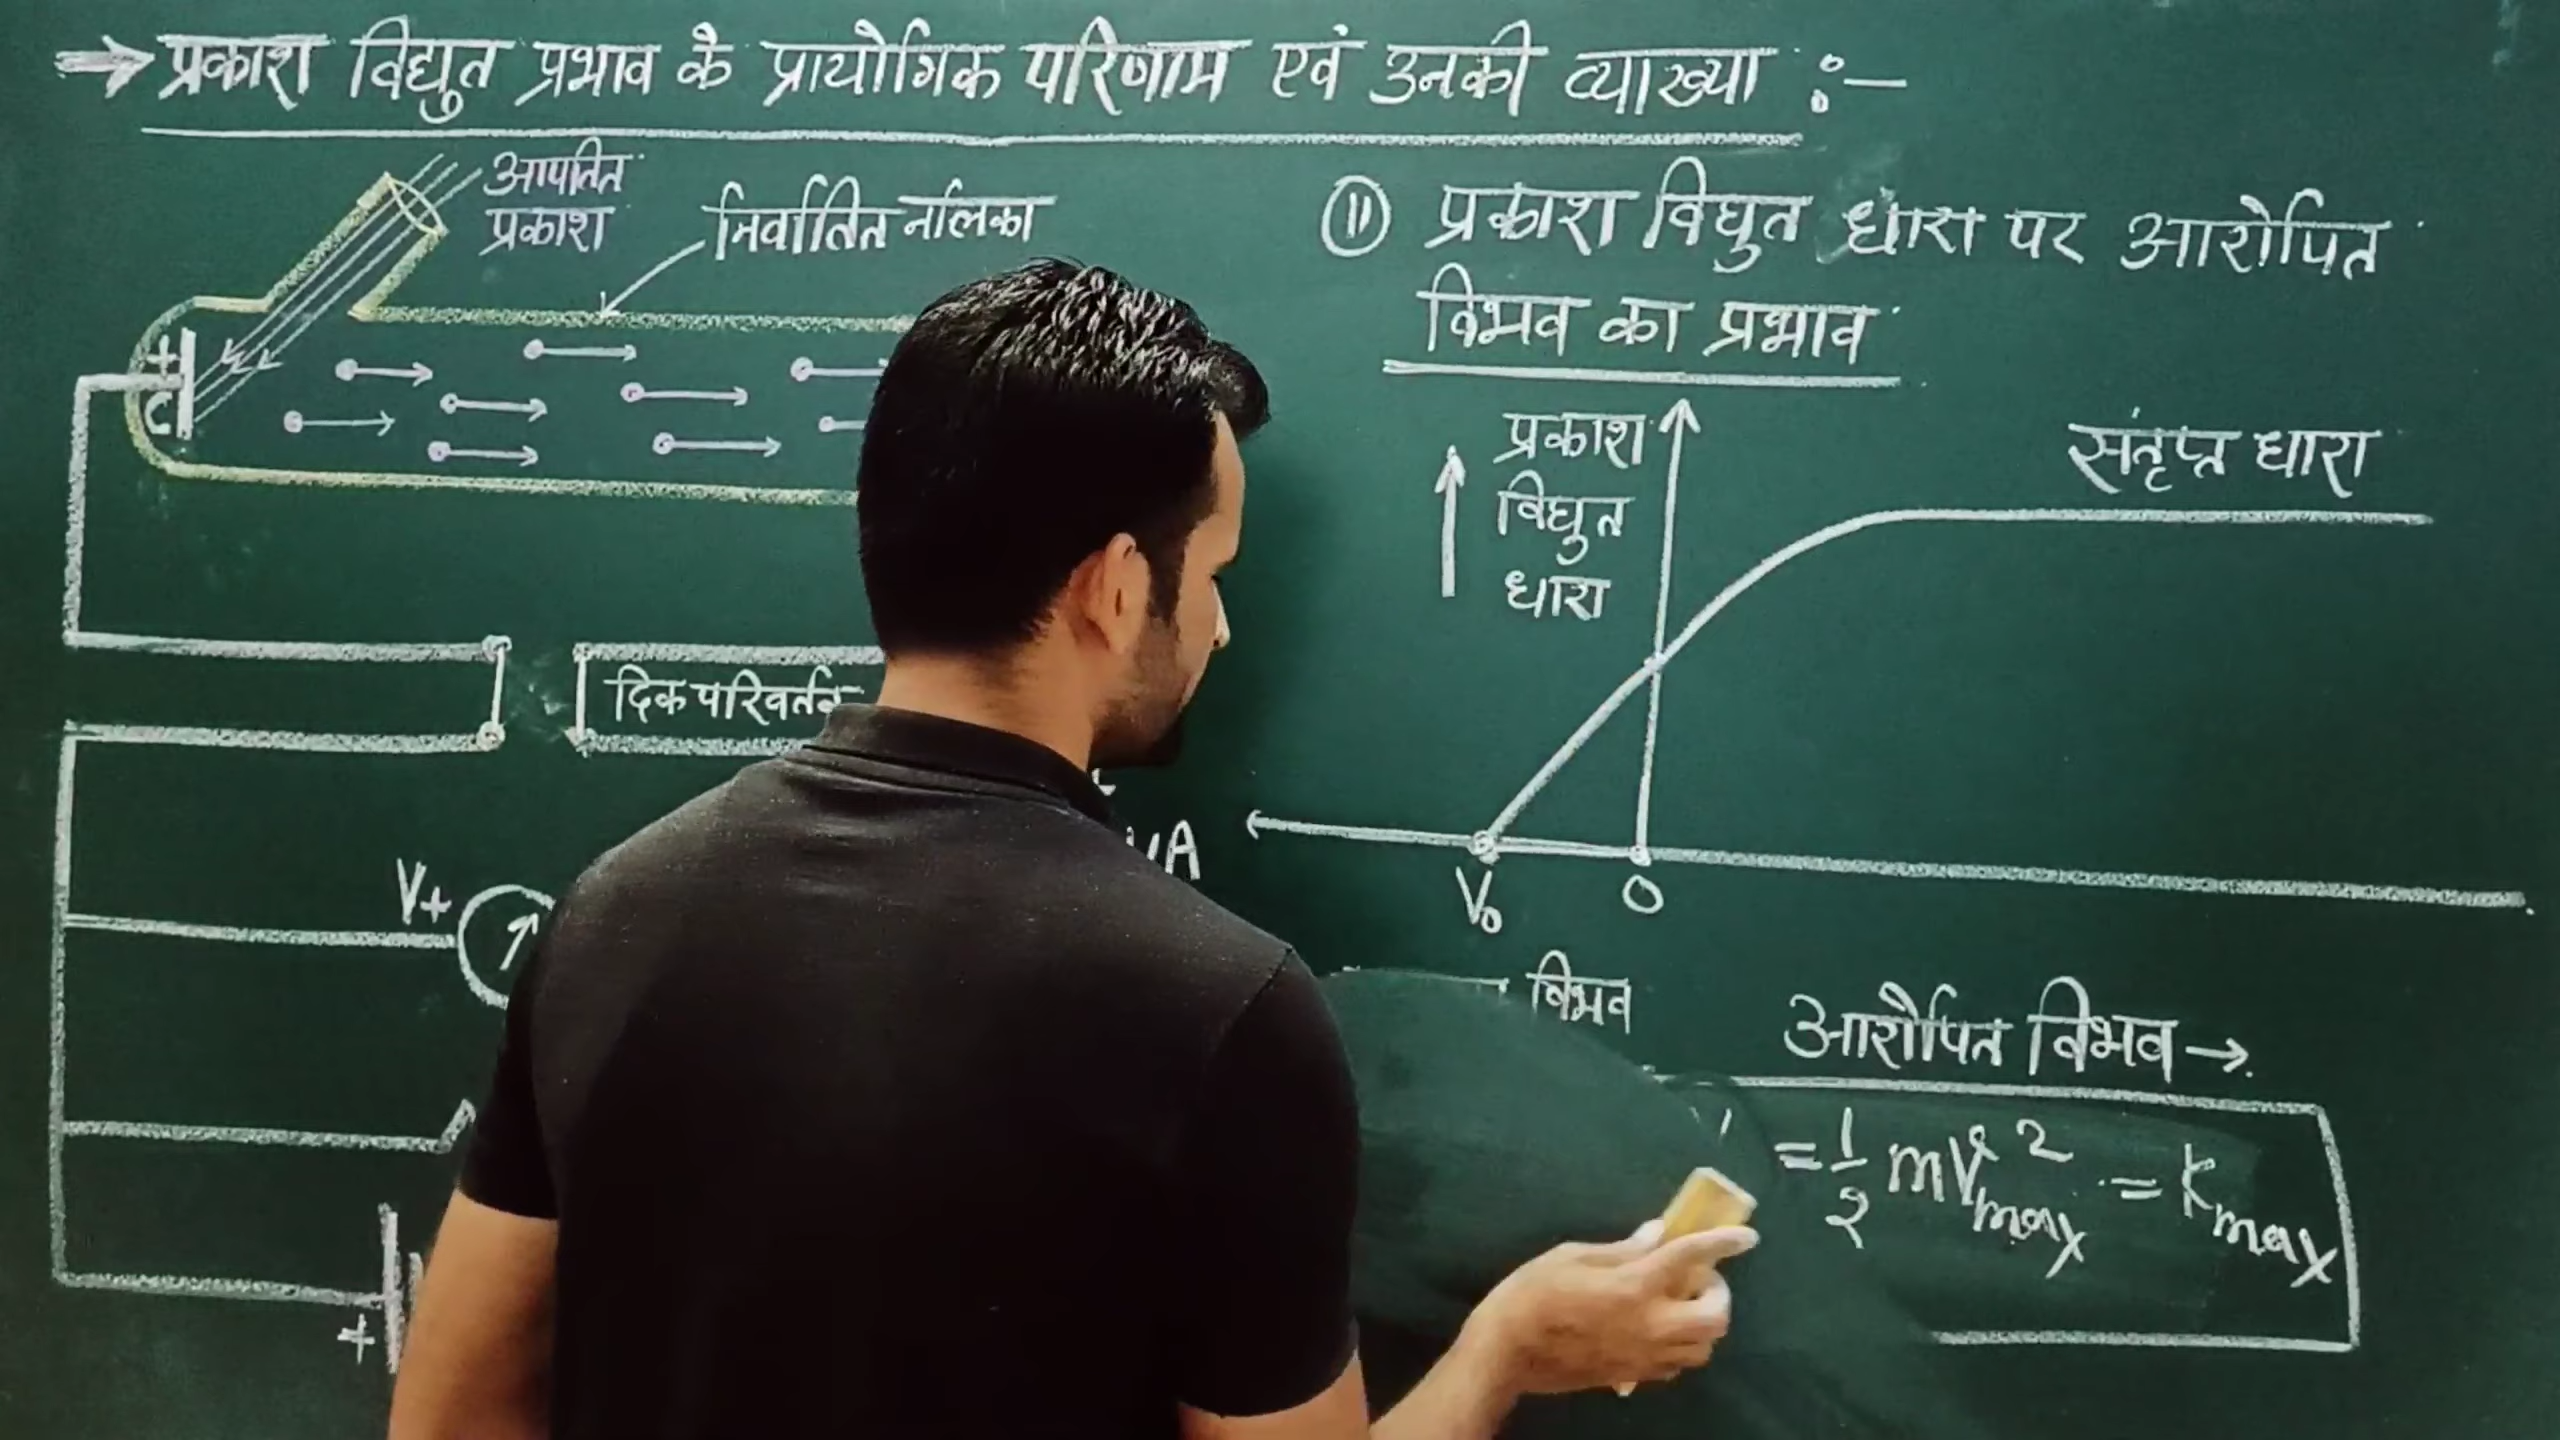 → प्रकाश विद्युत प्रभाव के प्रायोगिक परिणाम एवं उनकी व्याख्या :-
आपतित
प्रकाश
निर्वातित नलिका
+
C
दिक परिवर्तक
V+
μA
+
(II) प्रकाश विद्युत धारा पर आरोपित
विभव का प्रभाव
प्रकाश
विद्युत
धारा
संतृप्त धारा
V₀
O
विभव
आरोपित विभव →
= 1/2 mV²max = Kmax